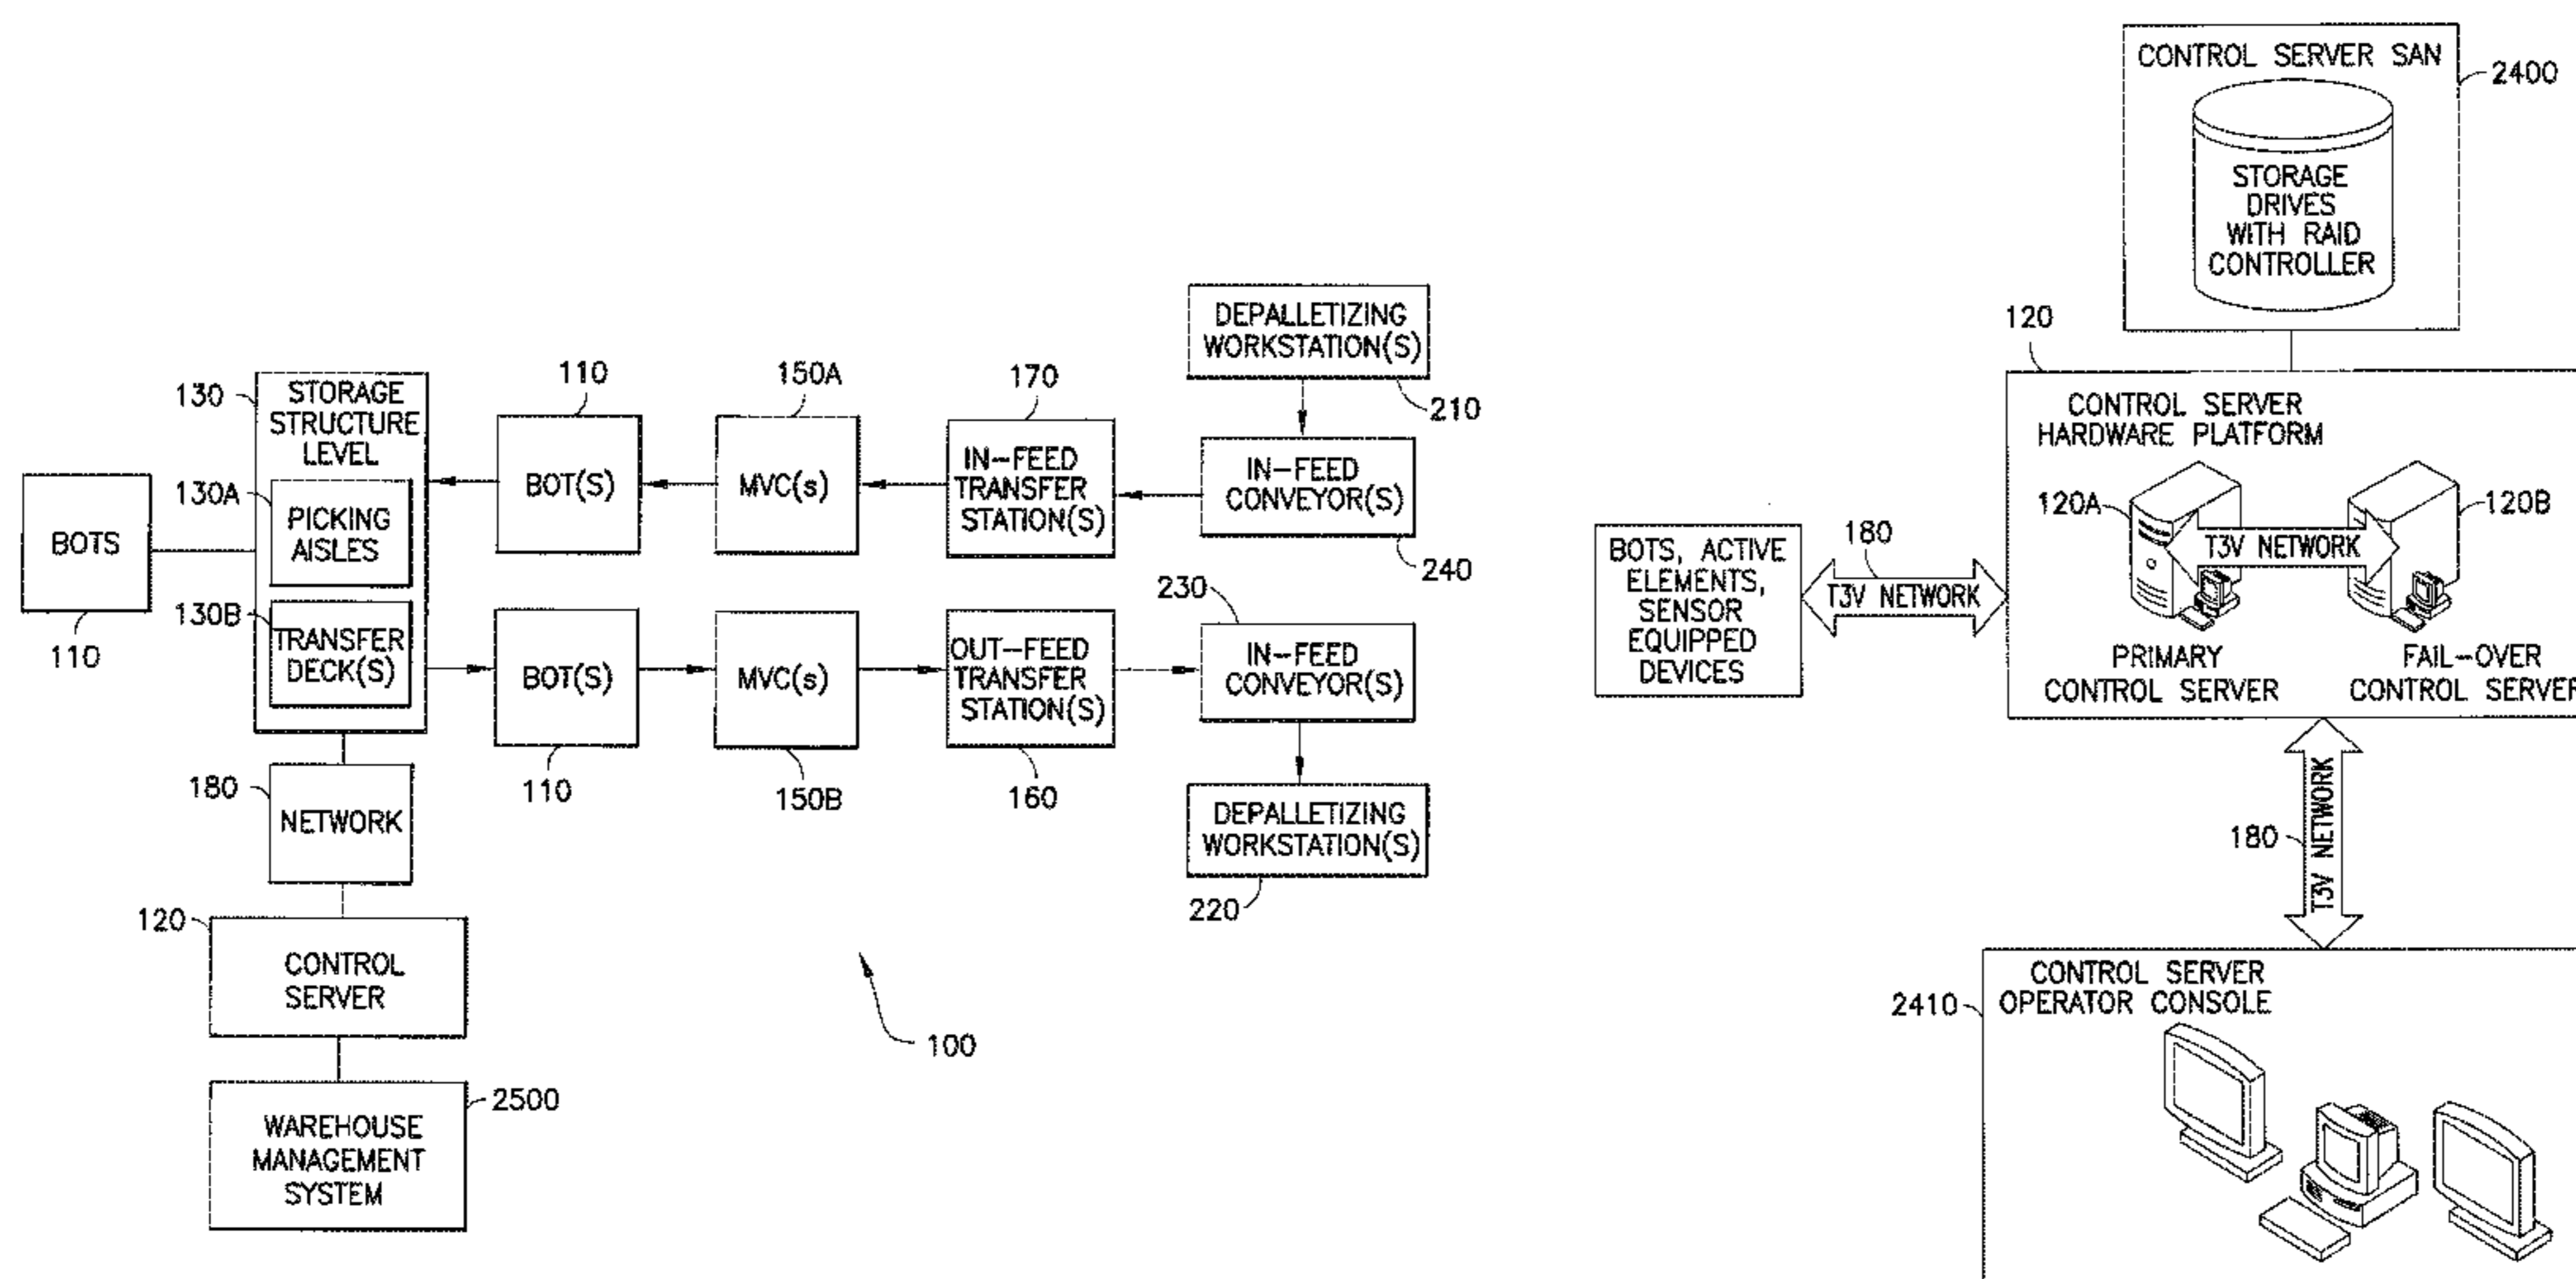 DEPALLETIZING
WORKSTATION(S)
210
130
STORAGE
STRUCTURE
LEVEL
110
150A
170
BOT(S)
MVC(s)
IN-FEED
TRANSFER
STATION(S)
IN-FEED
CONVEYOR(S)
240
130A
PICKING
AISLES
BOTS
110
130B
TRANSFER
DECK(S)
BOT(S)
110
MVC(s)
150B
OUT-FEED
TRANSFER
STATION(S)
160
230
IN-FEED
CONVEYOR(S)
DEPALLETIZING
WORKSTATION(S)
220
180
NETWORK
120
CONTROL
SERVER
100
2500
WAREHOUSE
MANAGEMENT
SYSTEM
CONTROL SERVER SAN
2400
STORAGE
DRIVES
WITH RAID
CONTROLLER
120
CONTROL SERVER
HARDWARE PLATFORM
120A
T3V NETWORK
120B
PRIMARY
CONTROL SERVER
FAIL-OVER
CONTROL SERVER
BOTS, ACTIVE
ELEMENTS,
SENSOR
EQUIPPED
DEVICES
180
T3V NETWORK
180
T3V NETWORK
2410
CONTROL SERVER
OPERATOR CONSOLE